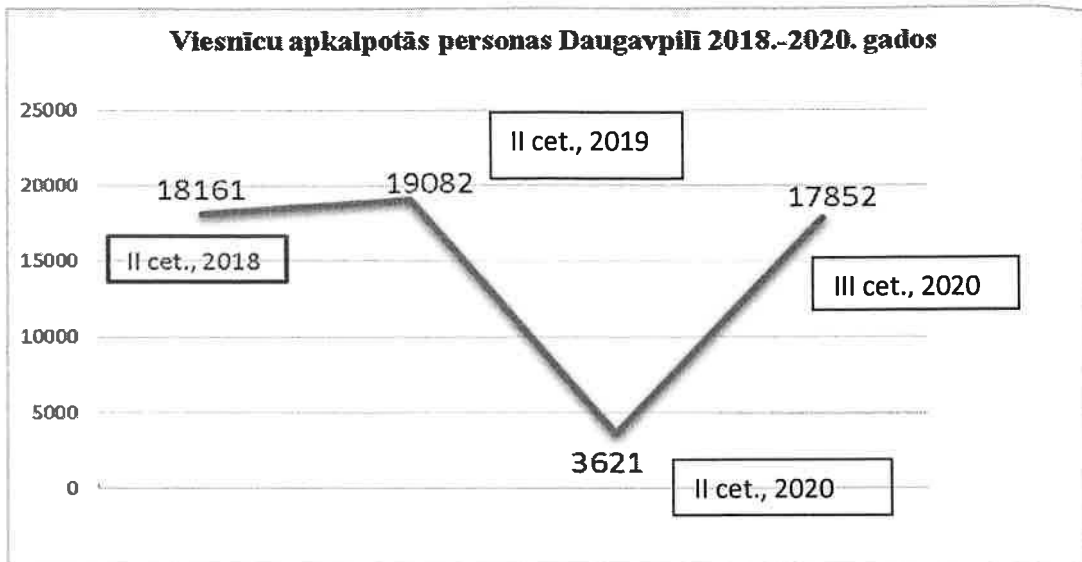 Viesnīcu apkalpotās personas Daugavpilī 2018.-2020. gados
25000
20000
15000
10000
5000
0
18161
II cet., 2018
19082
II cet., 2019
3621
II cet., 2020
17852
III cet., 2020